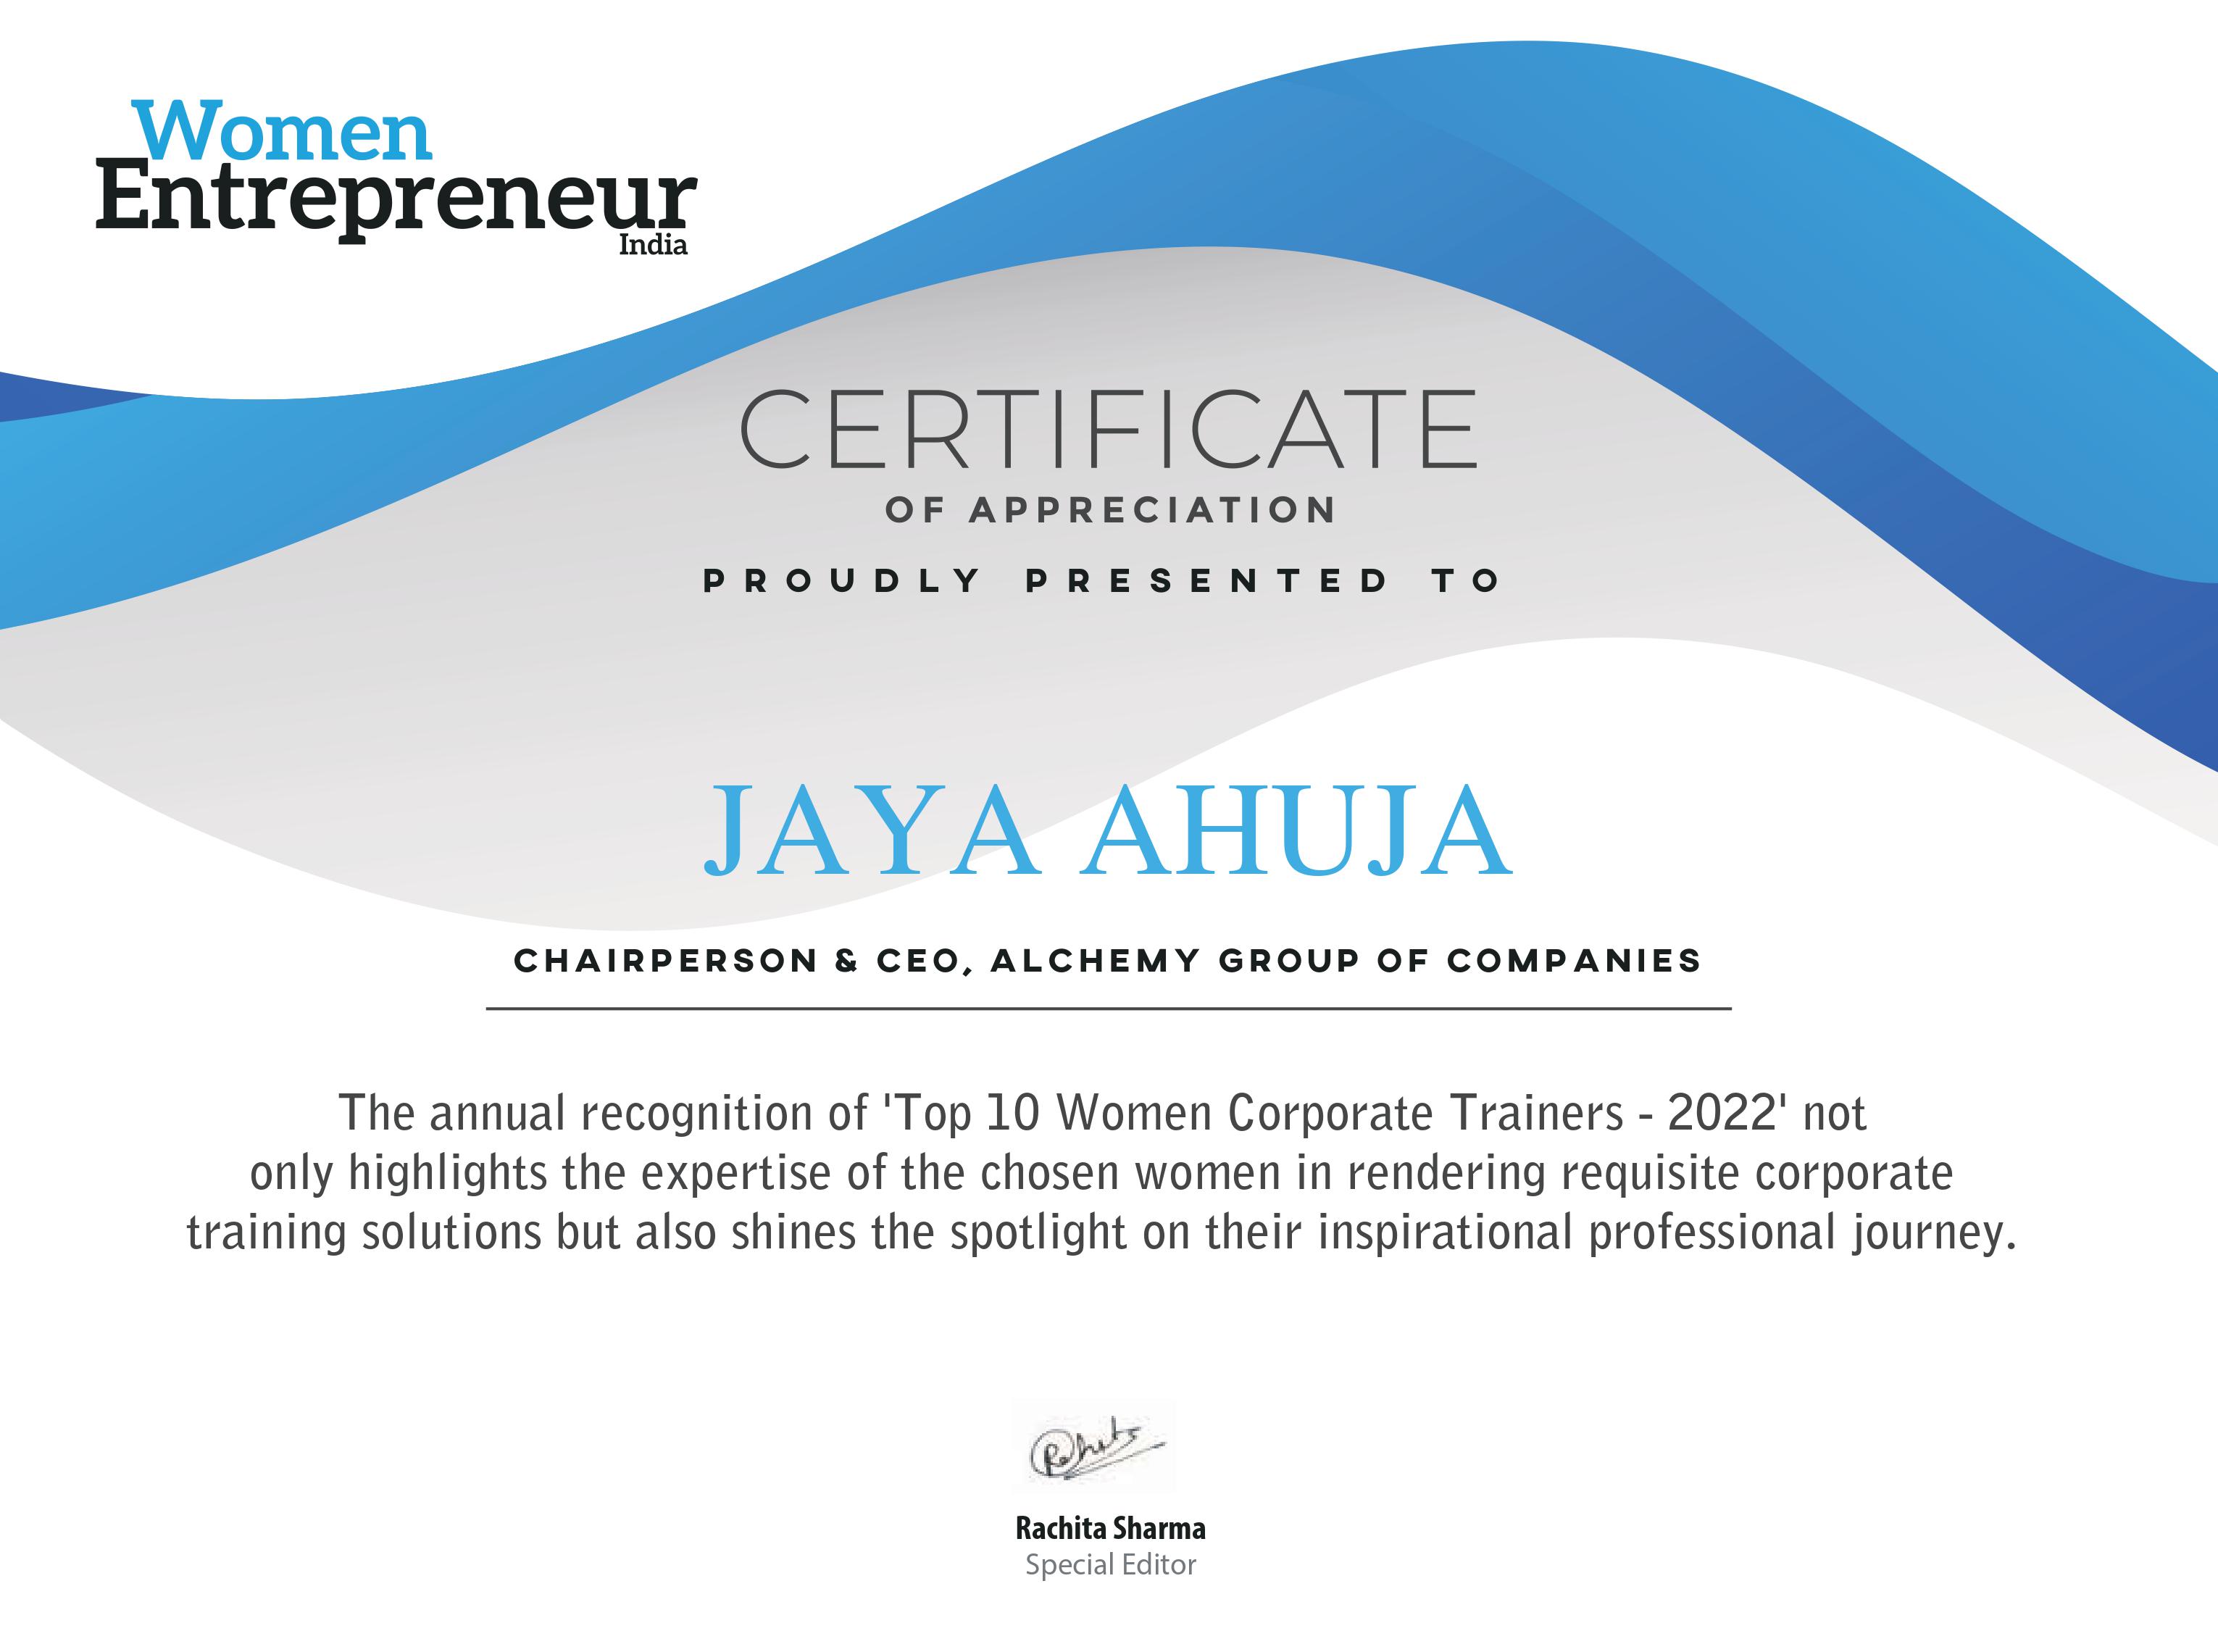 Women
Entrepreneur
India
CERTIFICATE
OF APPRECIATION
PROUDLY PRESENTED TO
JAYA AHUJA
CHAIRPERSON & CEO, ALCHEMY GROUP OF COMPANIES
The annual recognition of 'Top 10 Women Corporate Trainers - 2022' not
only highlights the expertise of the chosen women in rendering requisite corporate
training solutions but also shines the spotlight on their inspirational professional journey.
Rachita Sharma
Special Editor